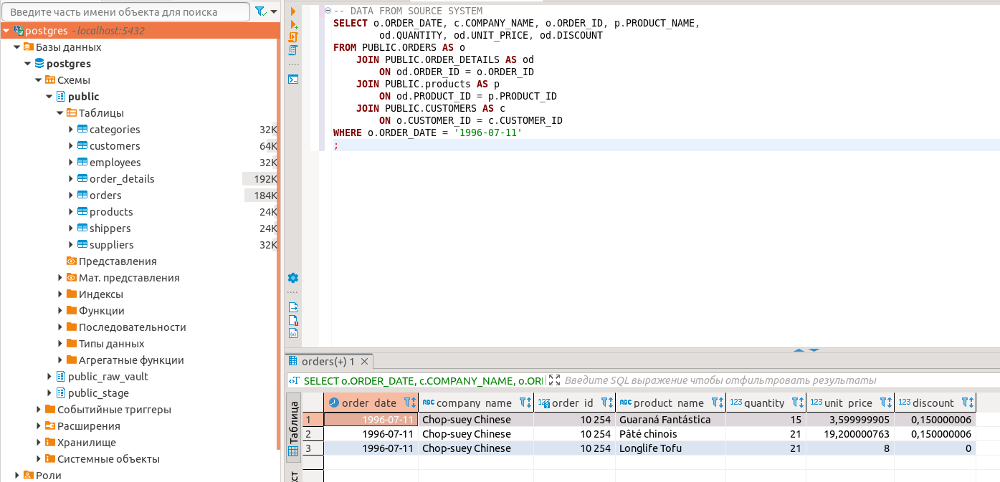 Введите часть имени объекта для поиска
postgres - localhost:5432
Базы данных
postgres
Схемы
public
Таблицы
categories 32K
customers 64K
employees 32K
order_details 192K
orders 184K
products 24K
shippers 24K
suppliers 32K
Представления
Мат. представления
Индексы
Функции
Последовательности
Типы данных
Агрегатные функции
public_raw_vault
public_stage
Событийные триггеры
Расширения
Хранилище
Системные объекты
Роли
-- DATA FROM SOURCE SYSTEM
SELECT o.ORDER_DATE, c.COMPANY_NAME, o.ORDER_ID, p.PRODUCT_NAME,
od.QUANTITY, od.UNIT_PRICE, od.DISCOUNT
FROM PUBLIC.ORDERS AS o
JOIN PUBLIC.ORDER_DETAILS AS od
ON od.ORDER_ID = o.ORDER_ID
JOIN PUBLIC.products AS p
ON od.PRODUCT_ID = p.PRODUCT_ID
JOIN PUBLIC.CUSTOMERS AS c
ON o.CUSTOMER_ID = c.CUSTOMER_ID
WHERE o.ORDER_DATE = '1996-07-11'
;
orders(+) 1
SELECT o.ORDER_DATE, c.COMPANY_NAME, o.ORI Введите SQL выражение чтобы отфильтровать результаты
Таблица
order_date ABC company_name 123 order_id ABC product_name 123 quantity 123 unit_price 123 discount
1 1996-07-11 Chop-suey Chinese 10 254 Guaraná Fantástica 15 3,599999905 0,150000006
2 1996-07-11 Chop-suey Chinese 10 254 Pâté chinois 21 19,200000763 0,150000006
3 1996-07-11 Chop-suey Chinese 10 254 Longlife Tofu 21 8 0